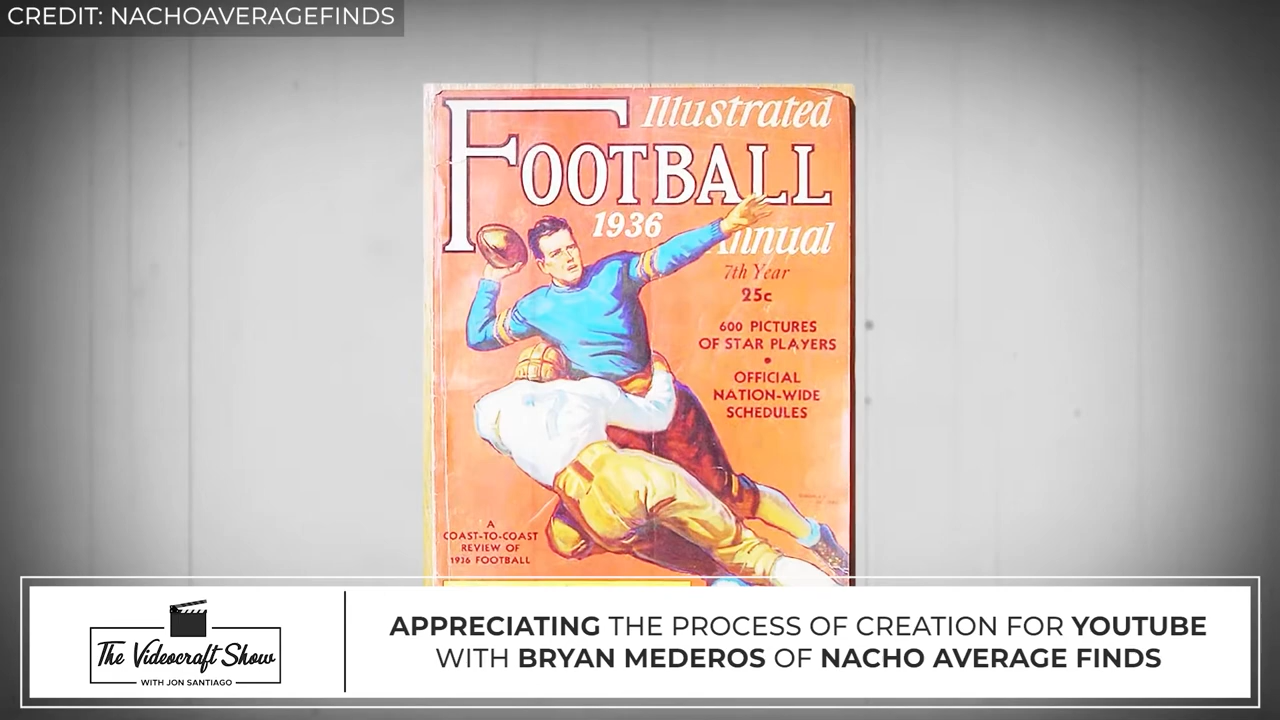 CREDIT: NACHOAVERAGEFINDS
Illustrated
FOOTBALL
1936
Annual
7th Year
25c
600 PICTURES
OF STAR PLAYERS
•
OFFICIAL
NATION-WIDE
SCHEDULES
A
COAST-TO-COAST
REVIEW OF
1936 FOOTBALL
The Videocraft Show
WITH JON SANTIAGO
APPRECIATING THE PROCESS OF CREATION FOR YOUTUBE
WITH BRYAN MEDEROS OF NACHO AVERAGE FINDS